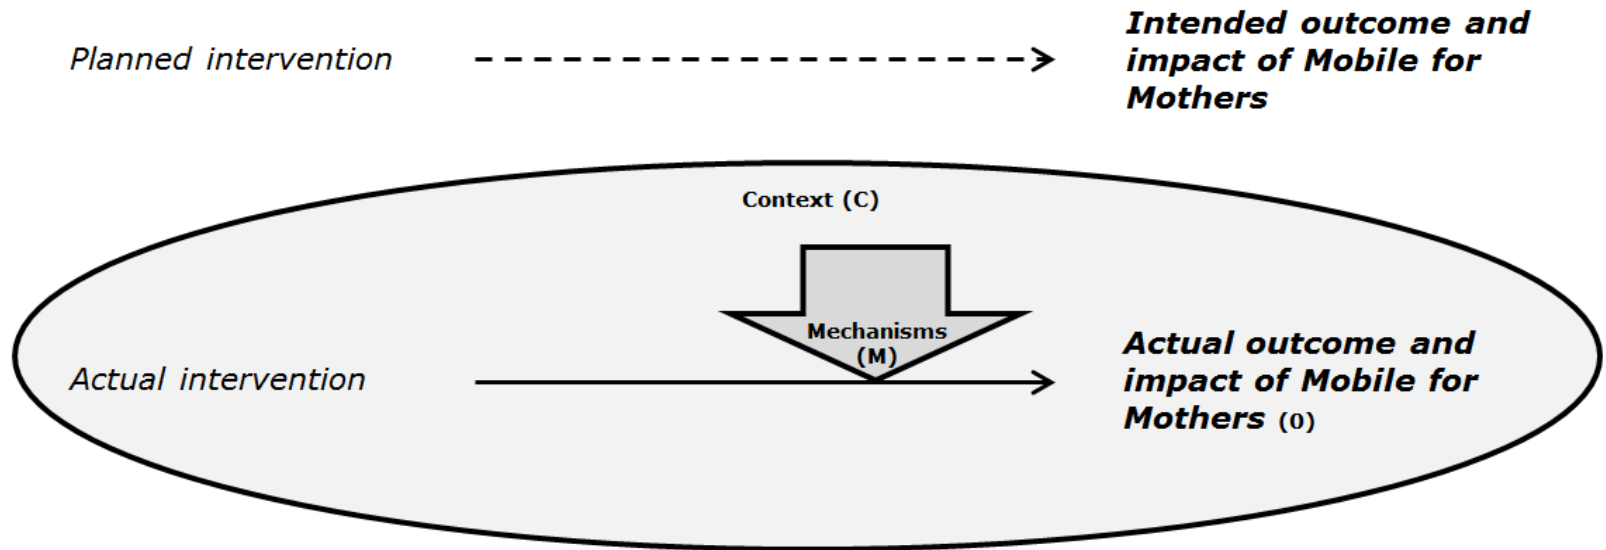 Planned intervention
Intended outcome and
impact of Mobile for
Mothers
Context (C)
Mechanisms
(M)
Actual intervention
Actual outcome and
impact of Mobile for
Mothers (0)